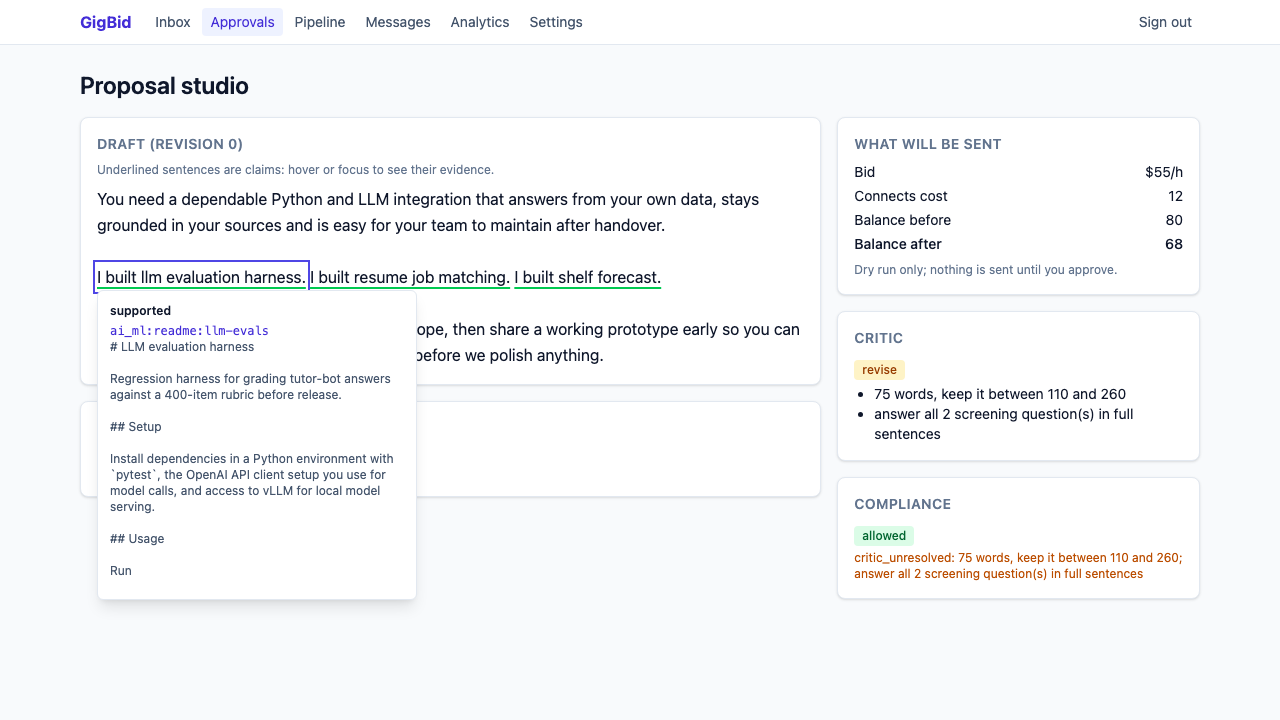 GigBid Inbox Approvals Pipeline Messages Analytics Settings Sign out
Proposal studio
DRAFT (REVISION 0)
Underlined sentences are claims: hover or focus to see their evidence.
You need a dependable Python and LLM integration that answers from your own data, stays
grounded in your sources and is easy for your team to maintain after handover.
I built llm evaluation harness. I built resume job matching. I built shelf forecast.
supported
ai_ml:readme:llm-evals
# LLM evaluation harness
Regression harness for grading tutor-bot answers
against a 400-item rubric before release.
## Setup
Install dependencies in a Python environment with
`pytest`, the OpenAI API client setup you use for
model calls, and access to vLLM for local model
serving.
## Usage
Run
ope, then share a working prototype early so you can
before we polish anything.
WHAT WILL BE SENT
Bid $55/h
Connects cost 12
Balance before 80
Balance after 68
Dry run only; nothing is sent until you approve.
CRITIC
revise
• 75 words, keep it between 110 and 260
• answer all 2 screening question(s) in full
sentences
COMPLIANCE
allowed
critic_unresolved: 75 words, keep it between 110 and 260;
answer all 2 screening question(s) in full sentences